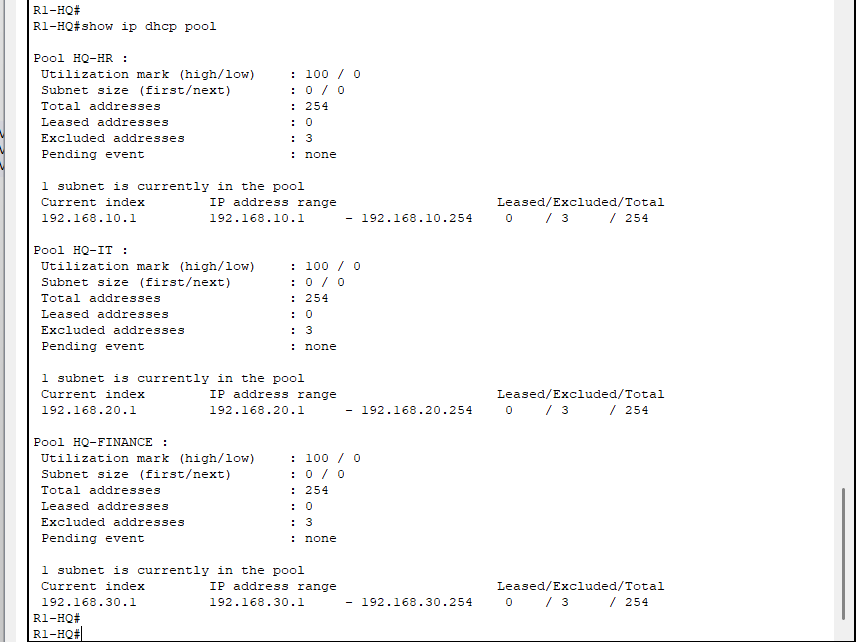 R1-HQ#
R1-HQ#show ip dhcp pool
Pool HQ-HR :
Utilization mark (high/low) : 100 / 0
Subnet size (first/next) : 0 / 0
Total addresses : 254
Leased addresses : 0
Excluded addresses : 3
Pending event : none
1 subnet is currently in the pool
Current index IP address range Leased/Excluded/Total
192.168.10.1 192.168.10.1 - 192.168.10.254 0 / 3 / 254
Pool HQ-IT :
Utilization mark (high/low) : 100 / 0
Subnet size (first/next) : 0 / 0
Total addresses : 254
Leased addresses : 0
Excluded addresses : 3
Pending event : none
1 subnet is currently in the pool
Current index IP address range Leased/Excluded/Total
192.168.20.1 192.168.20.1 - 192.168.20.254 0 / 3 / 254
Pool HQ-FINANCE :
Utilization mark (high/low) : 100 / 0
Subnet size (first/next) : 0 / 0
Total addresses : 254
Leased addresses : 0
Excluded addresses : 3
Pending event : none
1 subnet is currently in the pool
Current index IP address range Leased/Excluded/Total
192.168.30.1 192.168.30.1 - 192.168.30.254 0 / 3 / 254
R1-HQ#
R1-HQ#